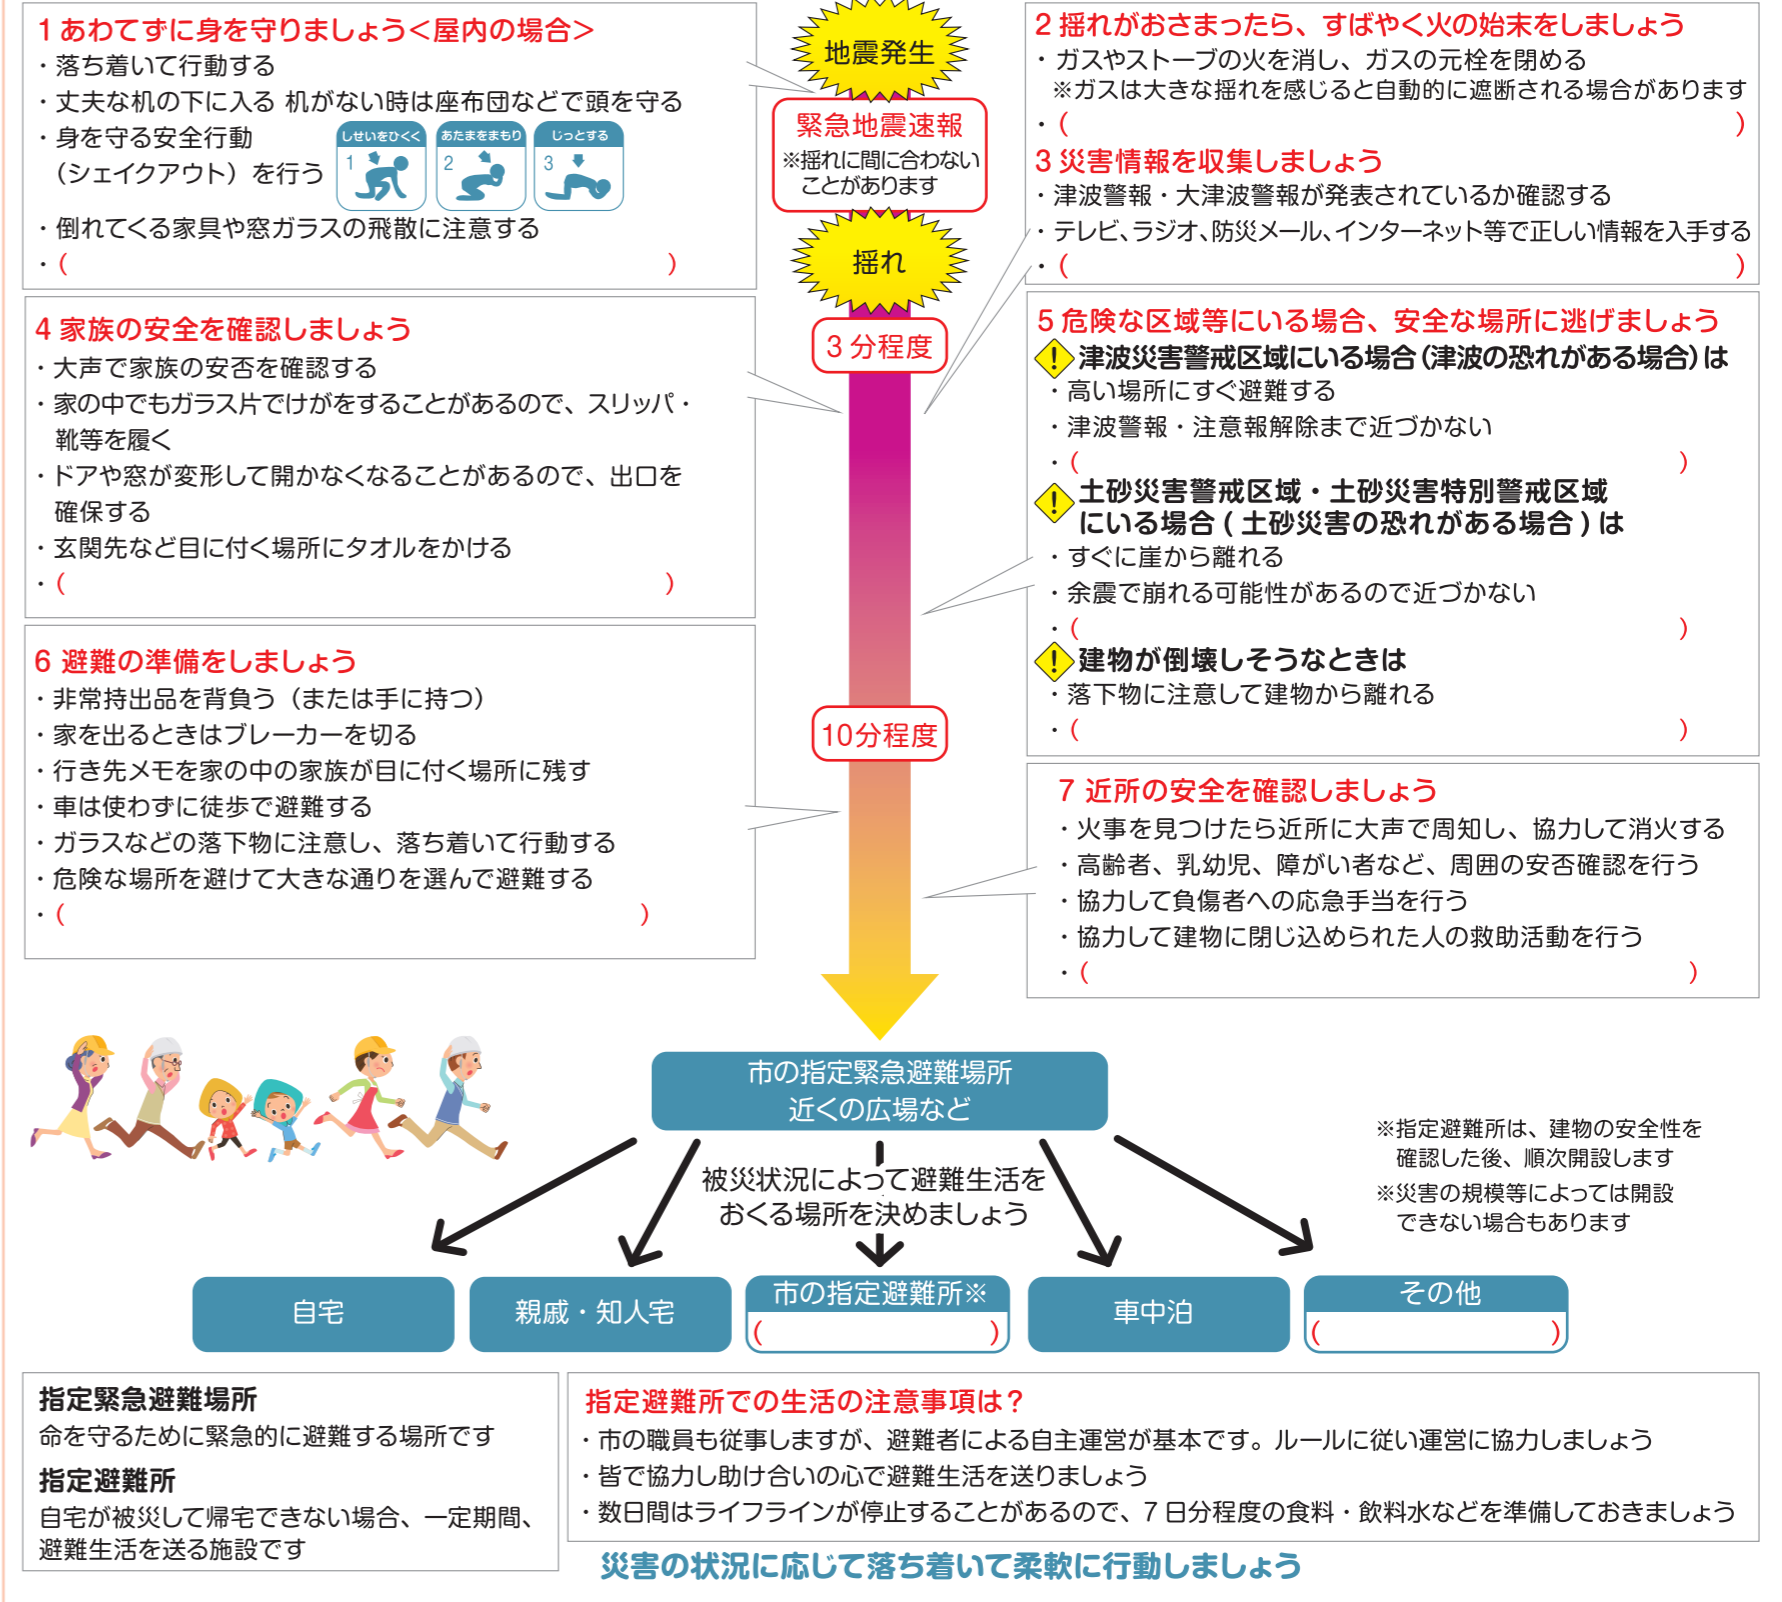 1 あわてずに身を守りましょう＜屋内の場合＞
・落ち着いて行動する
・丈夫な机の下に入る 机がない時は座布団などで頭を守る
・身を守る安全行動
（シェイクアウト）を行う
しせいをひくく
1
あたまをまもり
2
じっとする
3
・倒れてくる家具や窓ガラスの飛散に注意する
・（　　　）
地震発生
緊急地震速報
※揺れに間に合わない
ことがあります
揺れ
2 揺れがおさまったら、すばやく火の始末をしましょう
・ガスやストーブの火を消し、ガスの元栓を閉める
※ガスは大きな揺れを感じると自動的に遮断される場合があります
・（　　　）
3 災害情報を収集しましょう
・津波警報・大津波警報が発表されているか確認する
・テレビ、ラジオ、防災メール、インターネット等で正しい情報を入手する
・（　　　）
3分程度
4 家族の安全を確認しましょう
・大声で家族の安否を確認する
・家の中でもガラス片でけがをすることがあるので、スリッパ・
靴等を履く
・ドアや窓が変形して開かなくなることがあるので、出口を
確保する
・玄関先など目に付く場所にタオルをかける
・（　　　）
5 危険な区域等にいる場合、安全な場所に逃げましょう
! 津波災害警戒区域にいる場合（津波の恐れがある場合）は
・高い場所にすぐ避難する
・津波警報・注意報解除まで近づかない
・（　　　）
! 土砂災害警戒区域・土砂災害特別警戒区域
にいる場合（土砂災害の恐れがある場合）は
・すぐに崖から離れる
・余震で崩れる可能性があるので近づかない
・（　　　）
! 建物が倒壊しそうなときは
・落下物に注意して建物から離れる
・（　　　）
10分程度
6 避難の準備をしましょう
・非常持出品を背負う（または手に持つ）
・家を出るときはブレーカーを切る
・行き先メモを家の中の家族が目に付く場所に残す
・車は使わずに徒歩で避難する
・ガラスなどの落下物に注意し、落ち着いて行動する
・危険な場所を避けて大きな通りを選んで避難する
・（　　　）
7 近所の安全を確認しましょう
・火事を見つけたら近所に大声で周知し、協力して消火する
・高齢者、乳幼児、障がい者など、周囲の安否確認を行う
・協力して負傷者への応急手当を行う
・協力して建物に閉じ込められた人の救助活動を行う
・（　　　）
市の指定緊急避難場所
近くの広場など
被災状況によって避難生活を
おくる場所を決めましょう
※指定避難所は、建物の安全性を
確認した後、順次開設します
※災害の規模等によっては開設
できない場合もあります
自宅
親戚・知人宅
市の指定避難所※
（　　　）
車中泊
その他
（　　　）
指定緊急避難場所
命を守るために緊急的に避難する場所です
指定避難所
自宅が被災して帰宅できない場合、一定期間、
避難生活を送る施設です
指定避難所での生活の注意事項は？
・市の職員も従事しますが、避難者による自主運営が基本です。ルールに従い運営に協力しましょう
・皆で協力し助け合いの心で避難生活を送りましょう
・数日間はライフラインが停止することがあるので、7日分程度の食料・飲料水などを準備しておきましょう
災害の状況に応じて落ち着いて柔軟に行動しましょう